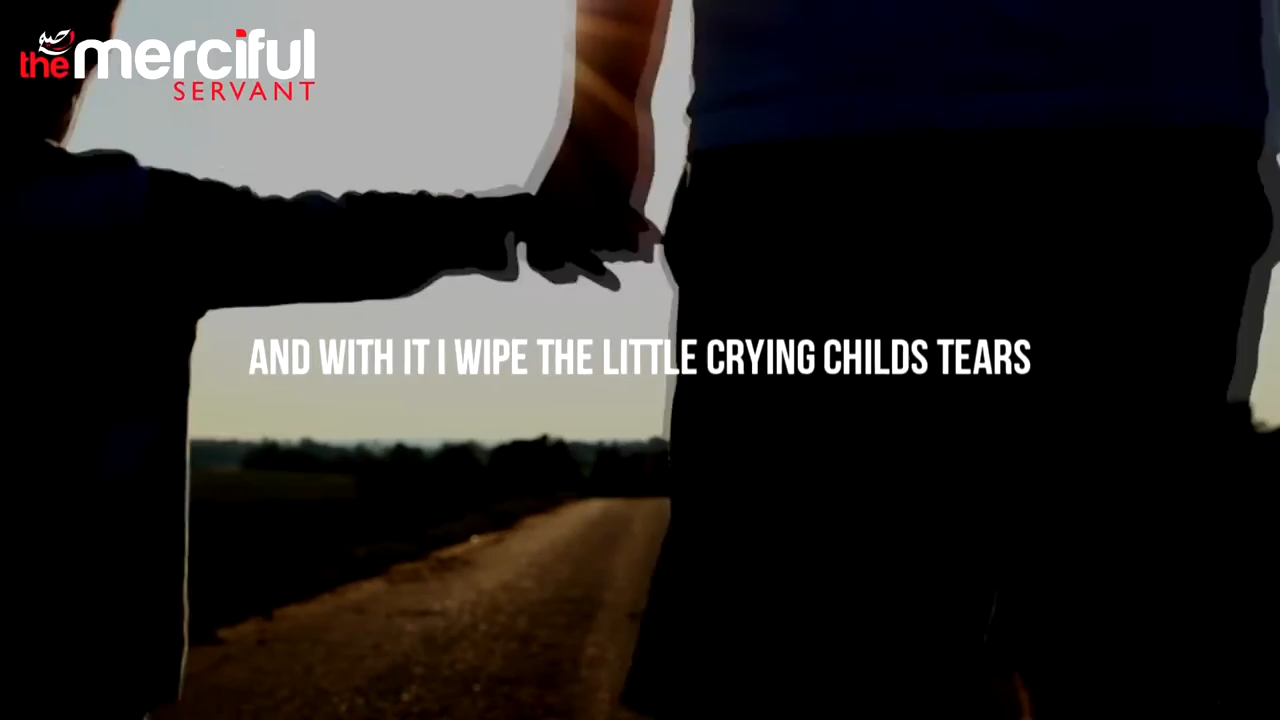 the merciful
SERVANT
AND WITH IT I WIPE THE LITTLE CRYING CHILDS TEARS